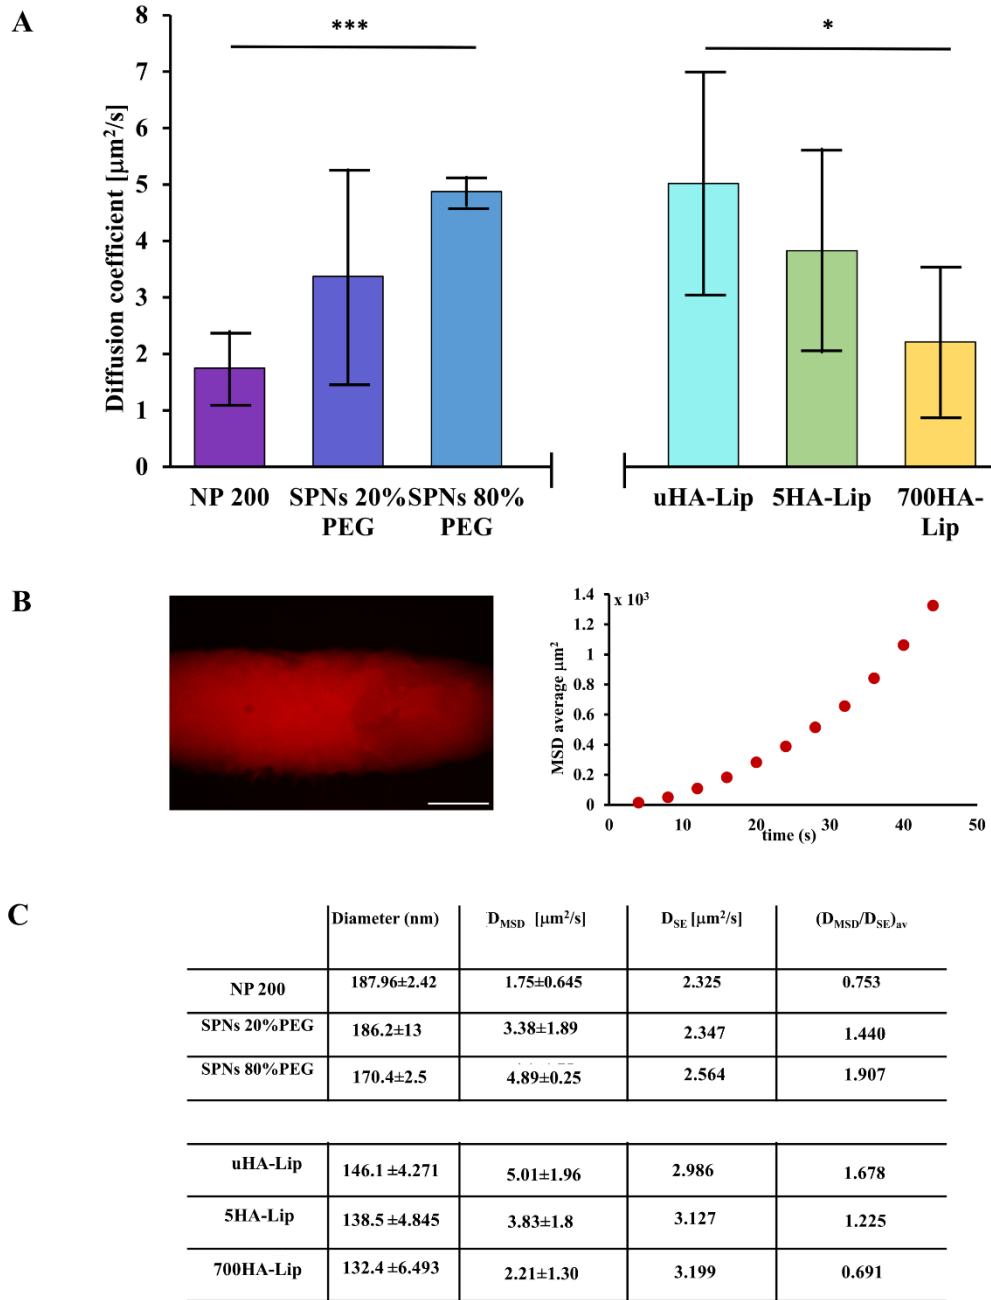 A
Diffusion coefficient [μm²/s]
8
7
6
5
4
3
2
1
0
***
*
NP 200
SPNs 20%
PEG
SPNs 80%
PEG
uHA-Lip
5HA-Lip
700HA-
Lip
B
MSD average μm²
x 10³
1.4
1.2
1
0.8
0.6
0.4
0.2
0
0 10 20 30 40 50
time (s)
C
Diameter (nm) D_MSD [μm²/s] D_SE [μm²/s] (D_MSD/D_SE)_av
NP 200 187.96±2.42 1.75±0.645 2.325 0.753
SPNs 20%PEG 186.2±13 3.38±1.89 2.347 1.440
SPNs 80%PEG 170.4±2.5 4.89±0.25 2.564 1.907
uHA-Lip 146.1 ±4.271 5.01±1.96 2.986 1.678
5HA-Lip 138.5 ±4.845 3.83±1.8 3.127 1.225
700HA-Lip 132.4 ±6.493 2.21±1.30 3.199 0.691